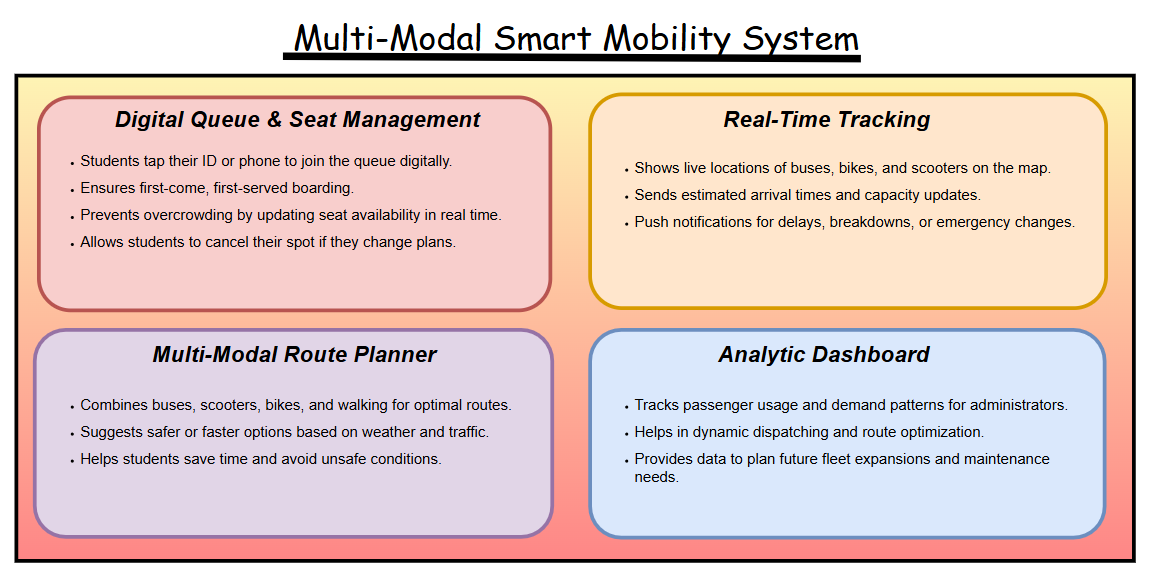 Multi-Modal Smart Mobility System
Digital Queue & Seat Management
• Students tap their ID or phone to join the queue digitally.
• Ensures first-come, first-served boarding.
• Prevents overcrowding by updating seat availability in real time.
• Allows students to cancel their spot if they change plans.
Real-Time Tracking
• Shows live locations of buses, bikes, and scooters on the map.
• Sends estimated arrival times and capacity updates.
• Push notifications for delays, breakdowns, or emergency changes.
Multi-Modal Route Planner
• Combines buses, scooters, bikes, and walking for optimal routes.
• Suggests safer or faster options based on weather and traffic.
• Helps students save time and avoid unsafe conditions.
Analytic Dashboard
• Tracks passenger usage and demand patterns for administrators.
• Helps in dynamic dispatching and route optimization.
• Provides data to plan future fleet expansions and maintenance
needs.